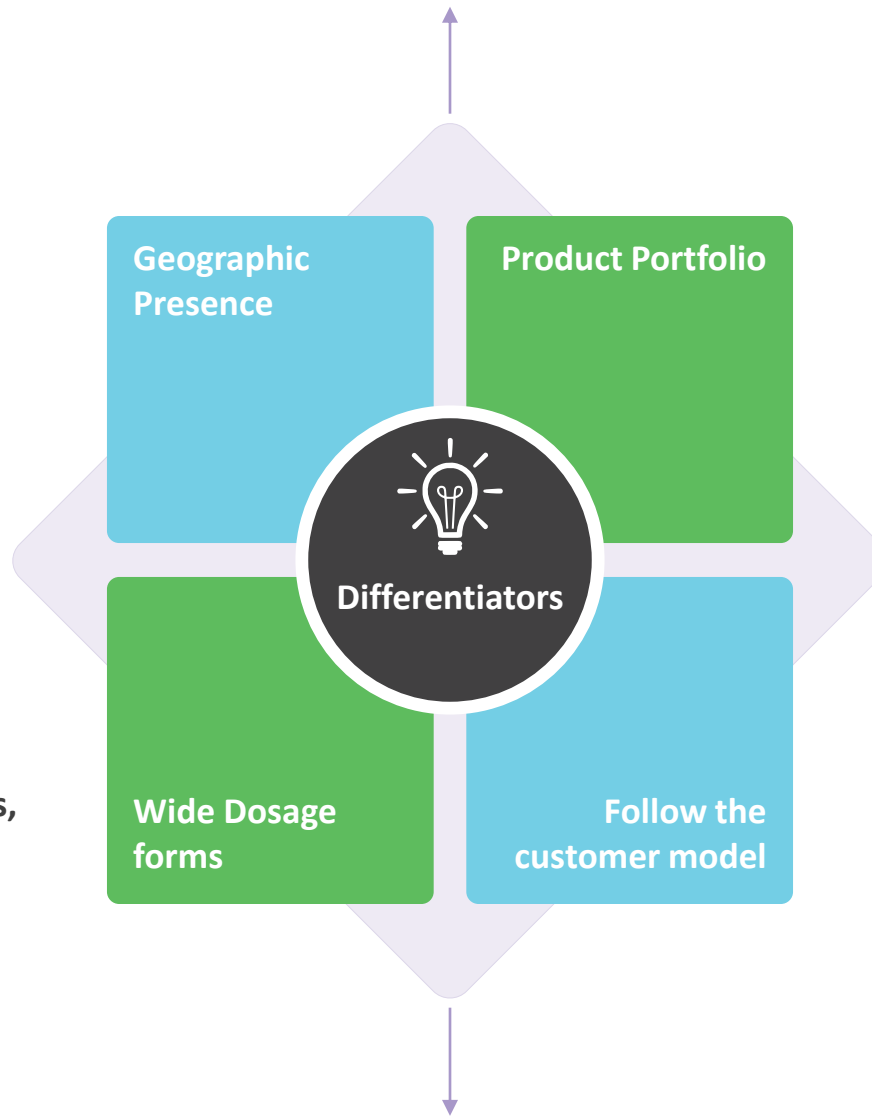 Geographic
Presence
Product Portfolio
Differentiators
s,
Wide Dosage
forms
Follow the
customer model